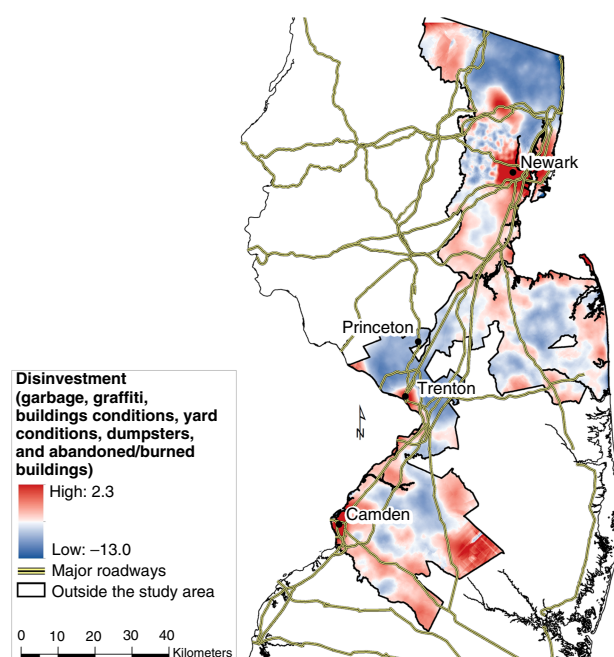 Newark
Princeton
Trenton
Camden
Disinvestment
(garbage, graffiti,
buildings conditions, yard
conditions, dumpsters,
and abandoned/burned
buildings)
High: 2.3
Low: −13.0
Major roadways
Outside the study area
0 5 10 20 30 40
Kilometers
N